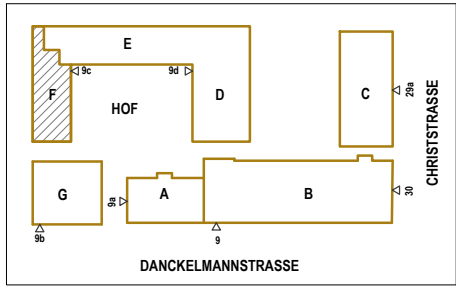 E
9c
9d
F
HOF
D
C
29a
CHRISTSTRASSE
G
9a
A
B
30
9b
9
DANCKELMANNSTRASSE